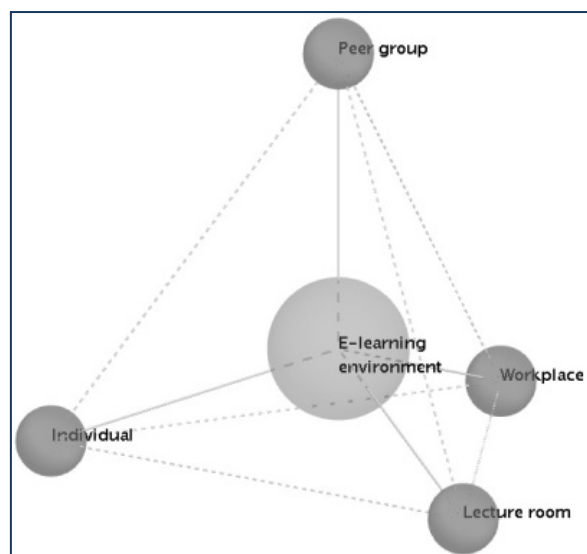 Peer group
E-learning
environment
Workplace
Individual
Lecture room